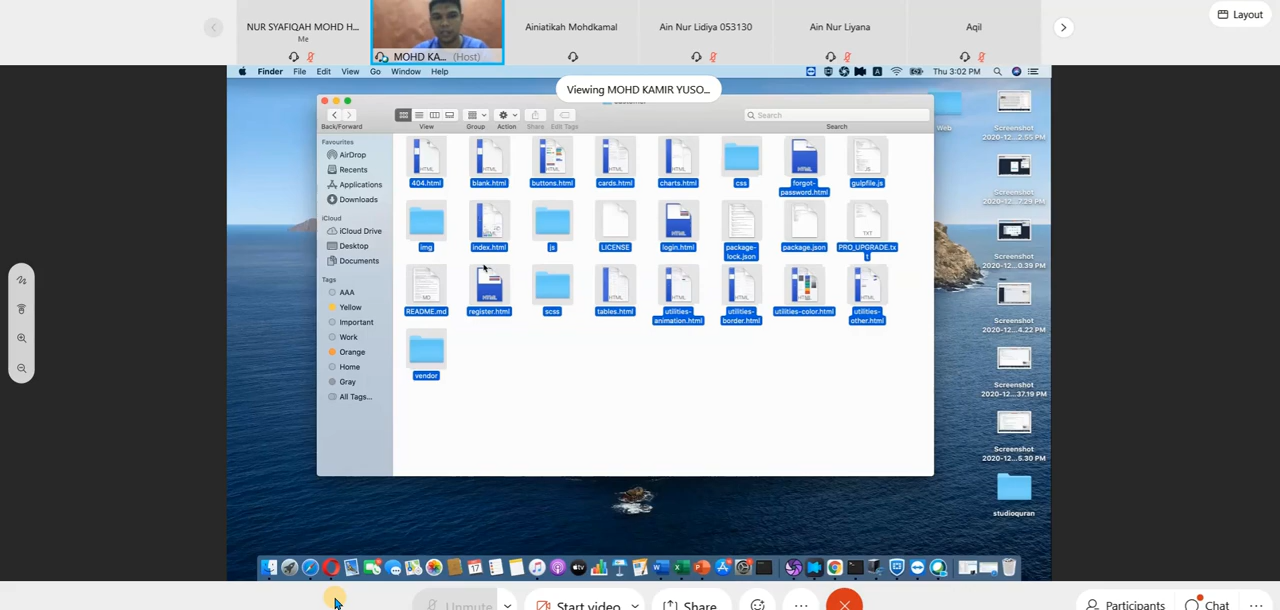 NUR SYAFIQAH MOHD H...
Me
MOHD KA... (Host)
Ainiatikah Mohdkamal
Ain Nur Lidiya 053130
Ain Nur Liyana
Aqil
Layout
Finder File Edit View Go Window Help
Thu 3:02 PM
Viewing MOHD KAMIR YUSO...
Back/Forward
View
Group
Action
Share
Edit Tags
Search
Search
Favourites
AirDrop
Recents
Applications
Downloads
iCloud
iCloud Drive
Desktop
Documents
Tags
AAA
Yellow
Important
Work
Orange
Home
Gray
All Tags...
404.html
blank.html
buttons.html
cards.html
charts.html
css
forgot-
password.html
gulpfile.js
img
index.html
js
LICENSE
login.html
package-
lock.json
package.json
PRO_UPGRADE.tx
t
README.md
register.html
scss
tables.html
utilities-
animation.html
utilities-
border.html
utilities-color.html
utilities-
other.html
vendor
Web
Screenshot
2020-12...2.55 PM
Screenshot
2020-12...7.29 PM
Screenshot
2020-12...0.39 PM
Screenshot
2020-12...4.22 PM
Screenshot
2020-12...37.19 PM
Screenshot
2020-12...5.30 PM
studioquran
Unmute
Start video
Share
Participants
Chat